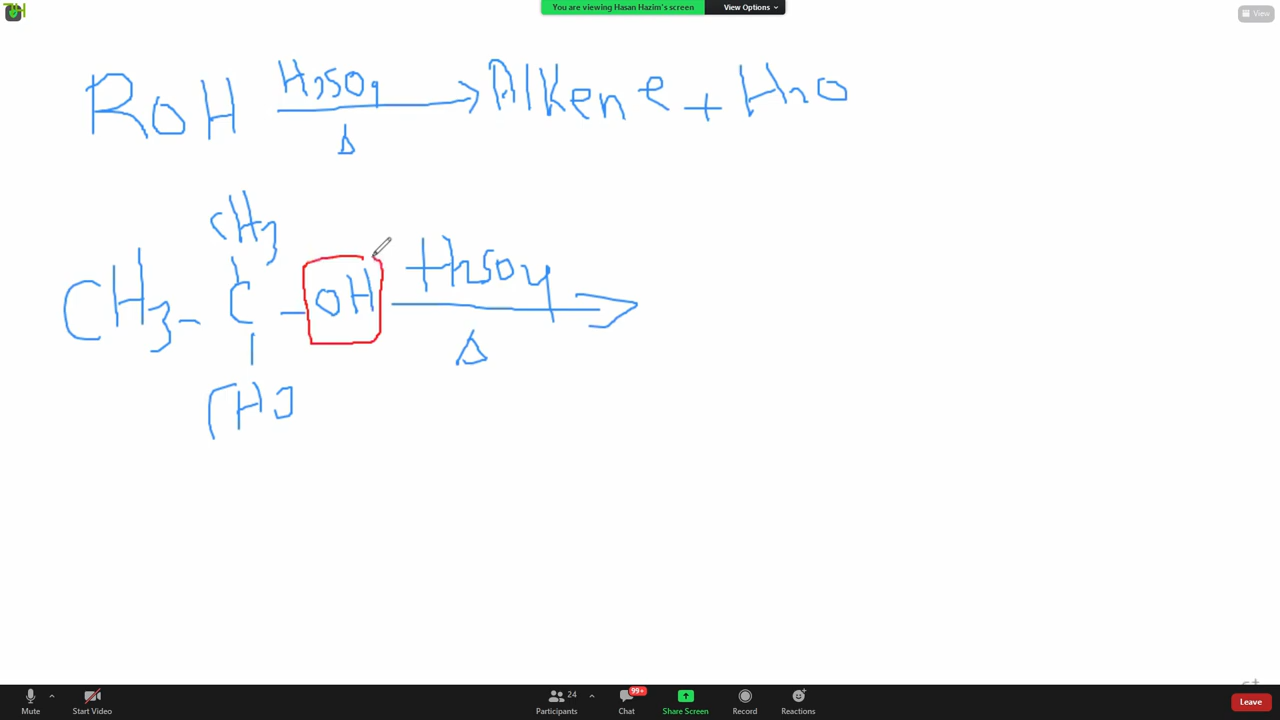 You are viewing Hasan Hazim's screen
View Options
View
H2SO4
ROH → Alkene + H2O
Δ
CH3
CH3 - C - OH + H2SO4 →
Δ
CH3
Mute
Start Video
Participants
24
Chat
99+
Share Screen
Record
Reactions
Leave